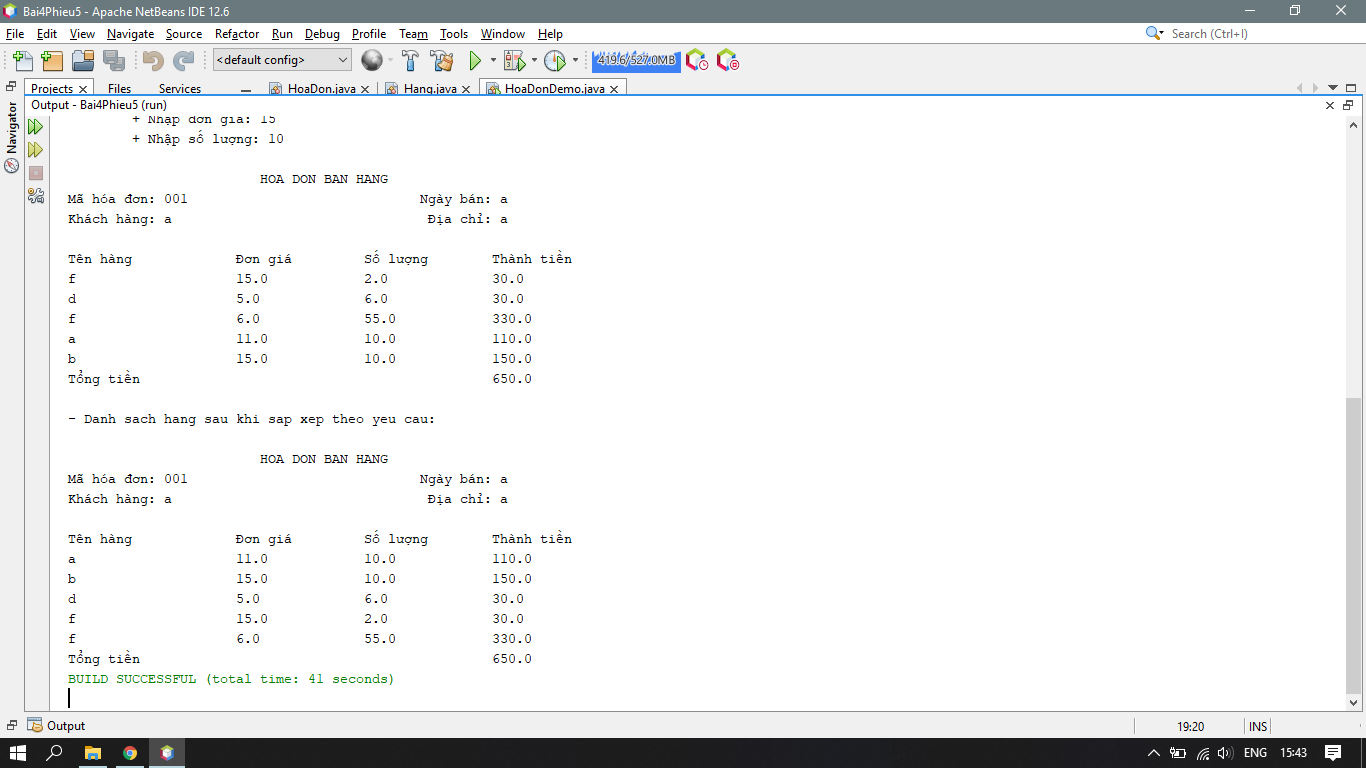 Bai4Phieu5 - Apache NetBeans IDE 12.6
File Edit View Navigate Source Refactor Run Debug Profile Team Tools Window Help Search (Ctrl+I)
<default config> 419.6/527.0MB
Projects Files Services HoaDon.java Hang.java HoaDonDemo.java
Output - Bai4Phieu5 (run)
Navigator
+ Nhập đơn giá: 15
+ Nhập số lượng: 10
HOA DON BAN HANG
Mã hóa đơn: 001 Ngày bán: a
Khách hàng: a Địa chỉ: a
Tên hàng Đơn giá Số lượng Thành tiền
f 15.0 2.0 30.0
d 5.0 6.0 30.0
f 6.0 55.0 330.0
a 11.0 10.0 110.0
b 15.0 10.0 150.0
Tổng tiền 650.0
- Danh sach hang sau khi sap xep theo yeu cau:
HOA DON BAN HANG
Mã hóa đơn: 001 Ngày bán: a
Khách hàng: a Địa chỉ: a
Tên hàng Đơn giá Số lượng Thành tiền
a 11.0 10.0 110.0
b 15.0 10.0 150.0
d 5.0 6.0 30.0
f 15.0 2.0 30.0
f 6.0 55.0 330.0
Tổng tiền 650.0
BUILD SUCCESSFUL (total time: 41 seconds)
Output 19:20 INS
ENG 15:43